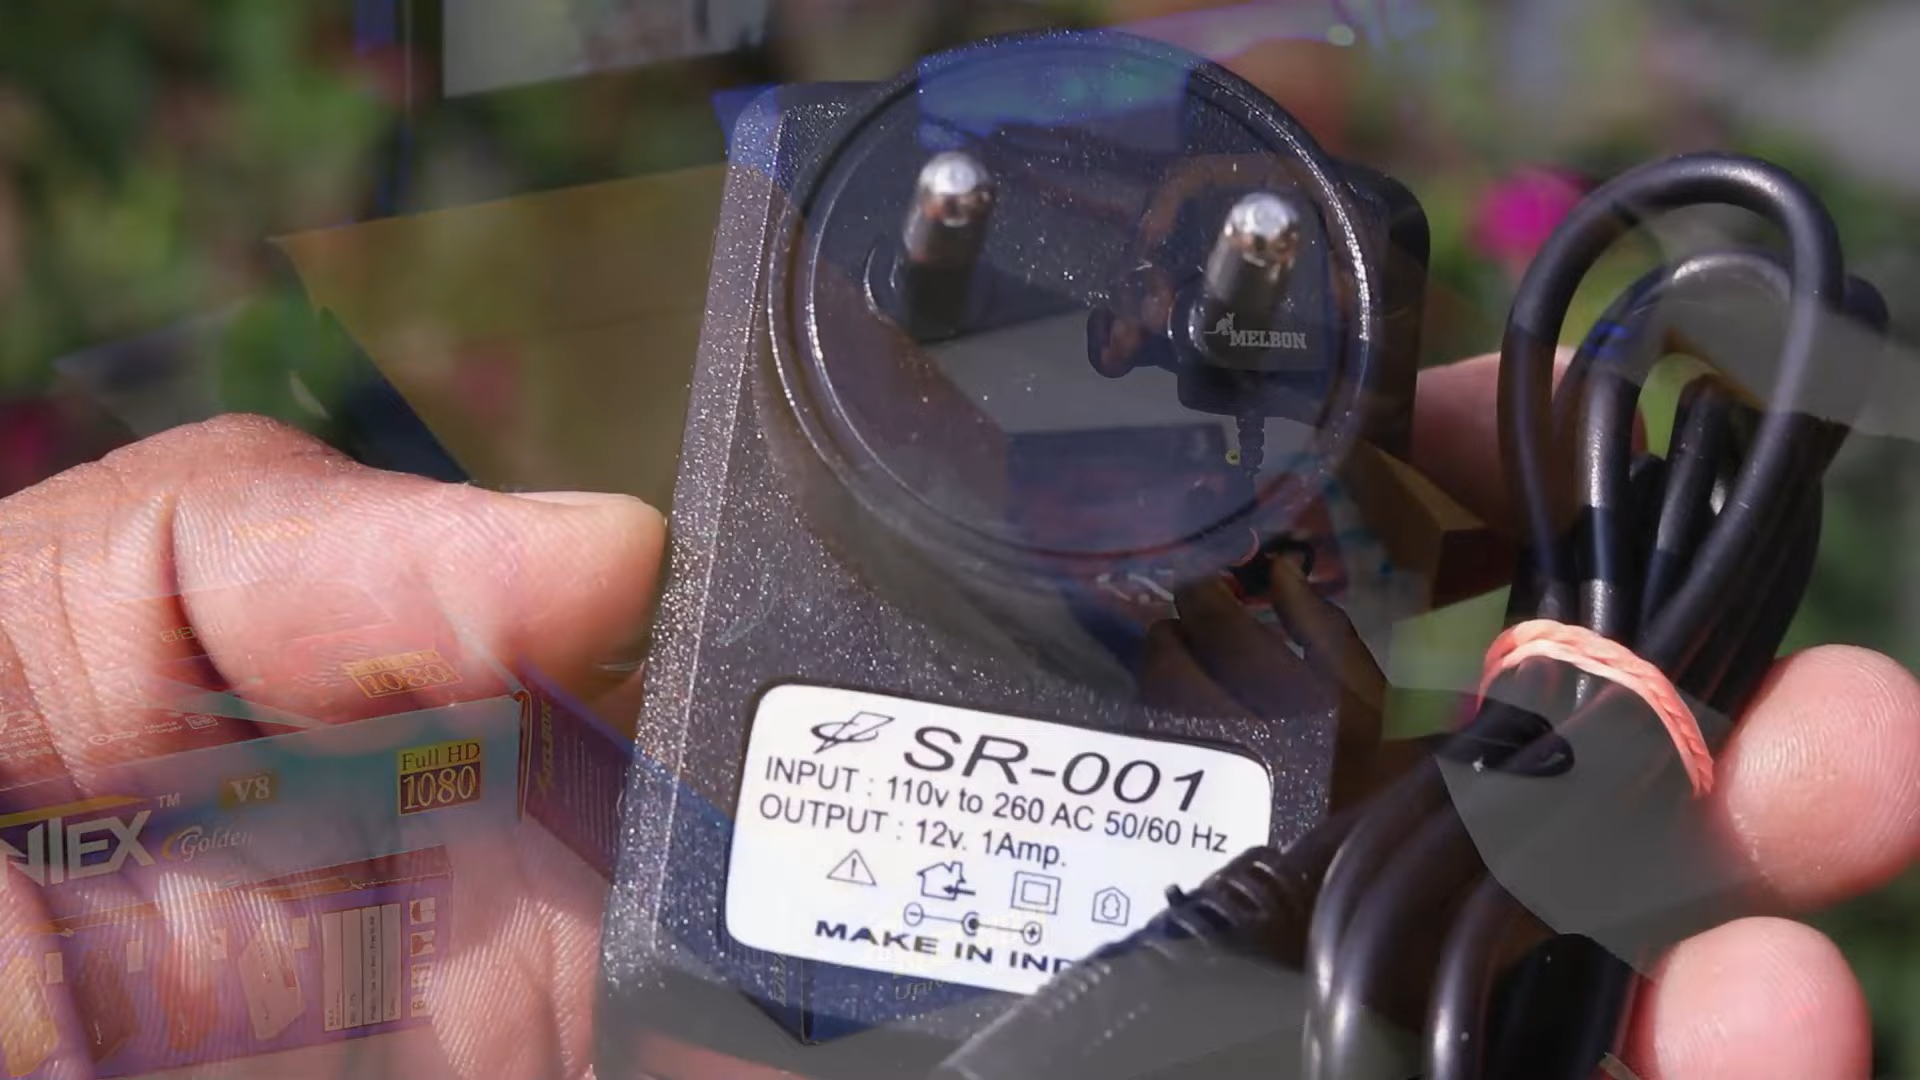 MELBON
1080
Full HD
1080
V8
NTEX™
Golden
SR-001
INPUT : 110v to 260 AC 50/60 Hz
OUTPUT : 12v. 1Amp.
MAKE IN IND